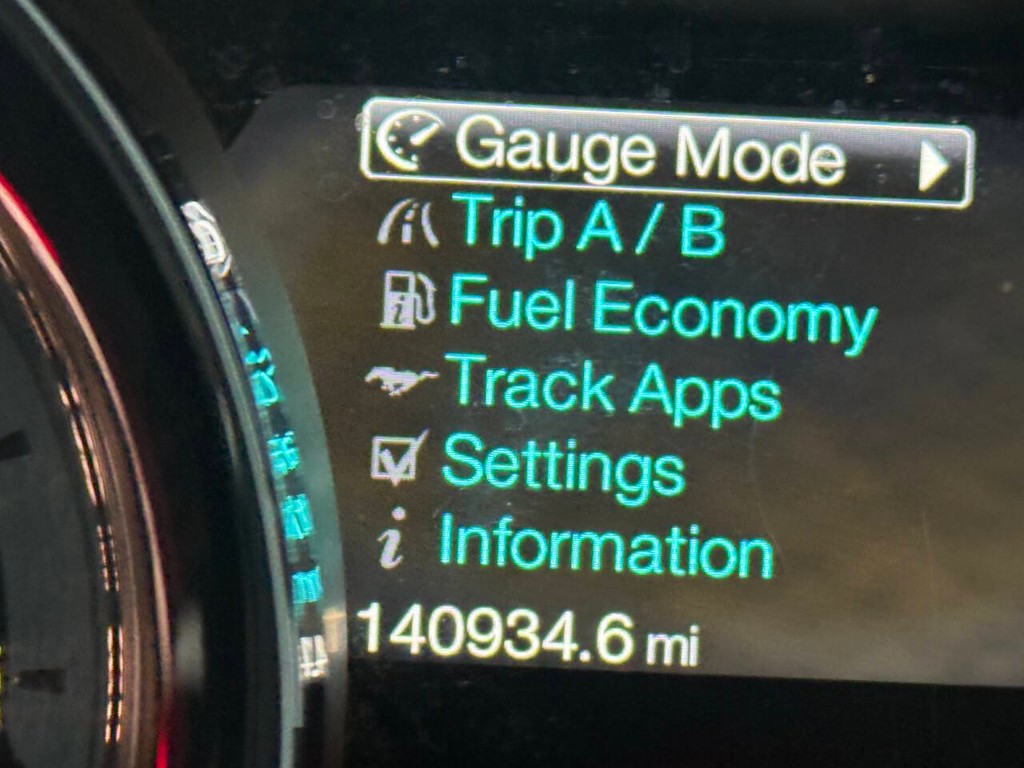 Gauge Mode
Trip A / B
Fuel Economy
Track Apps
Settings
Information
140934.6 mi